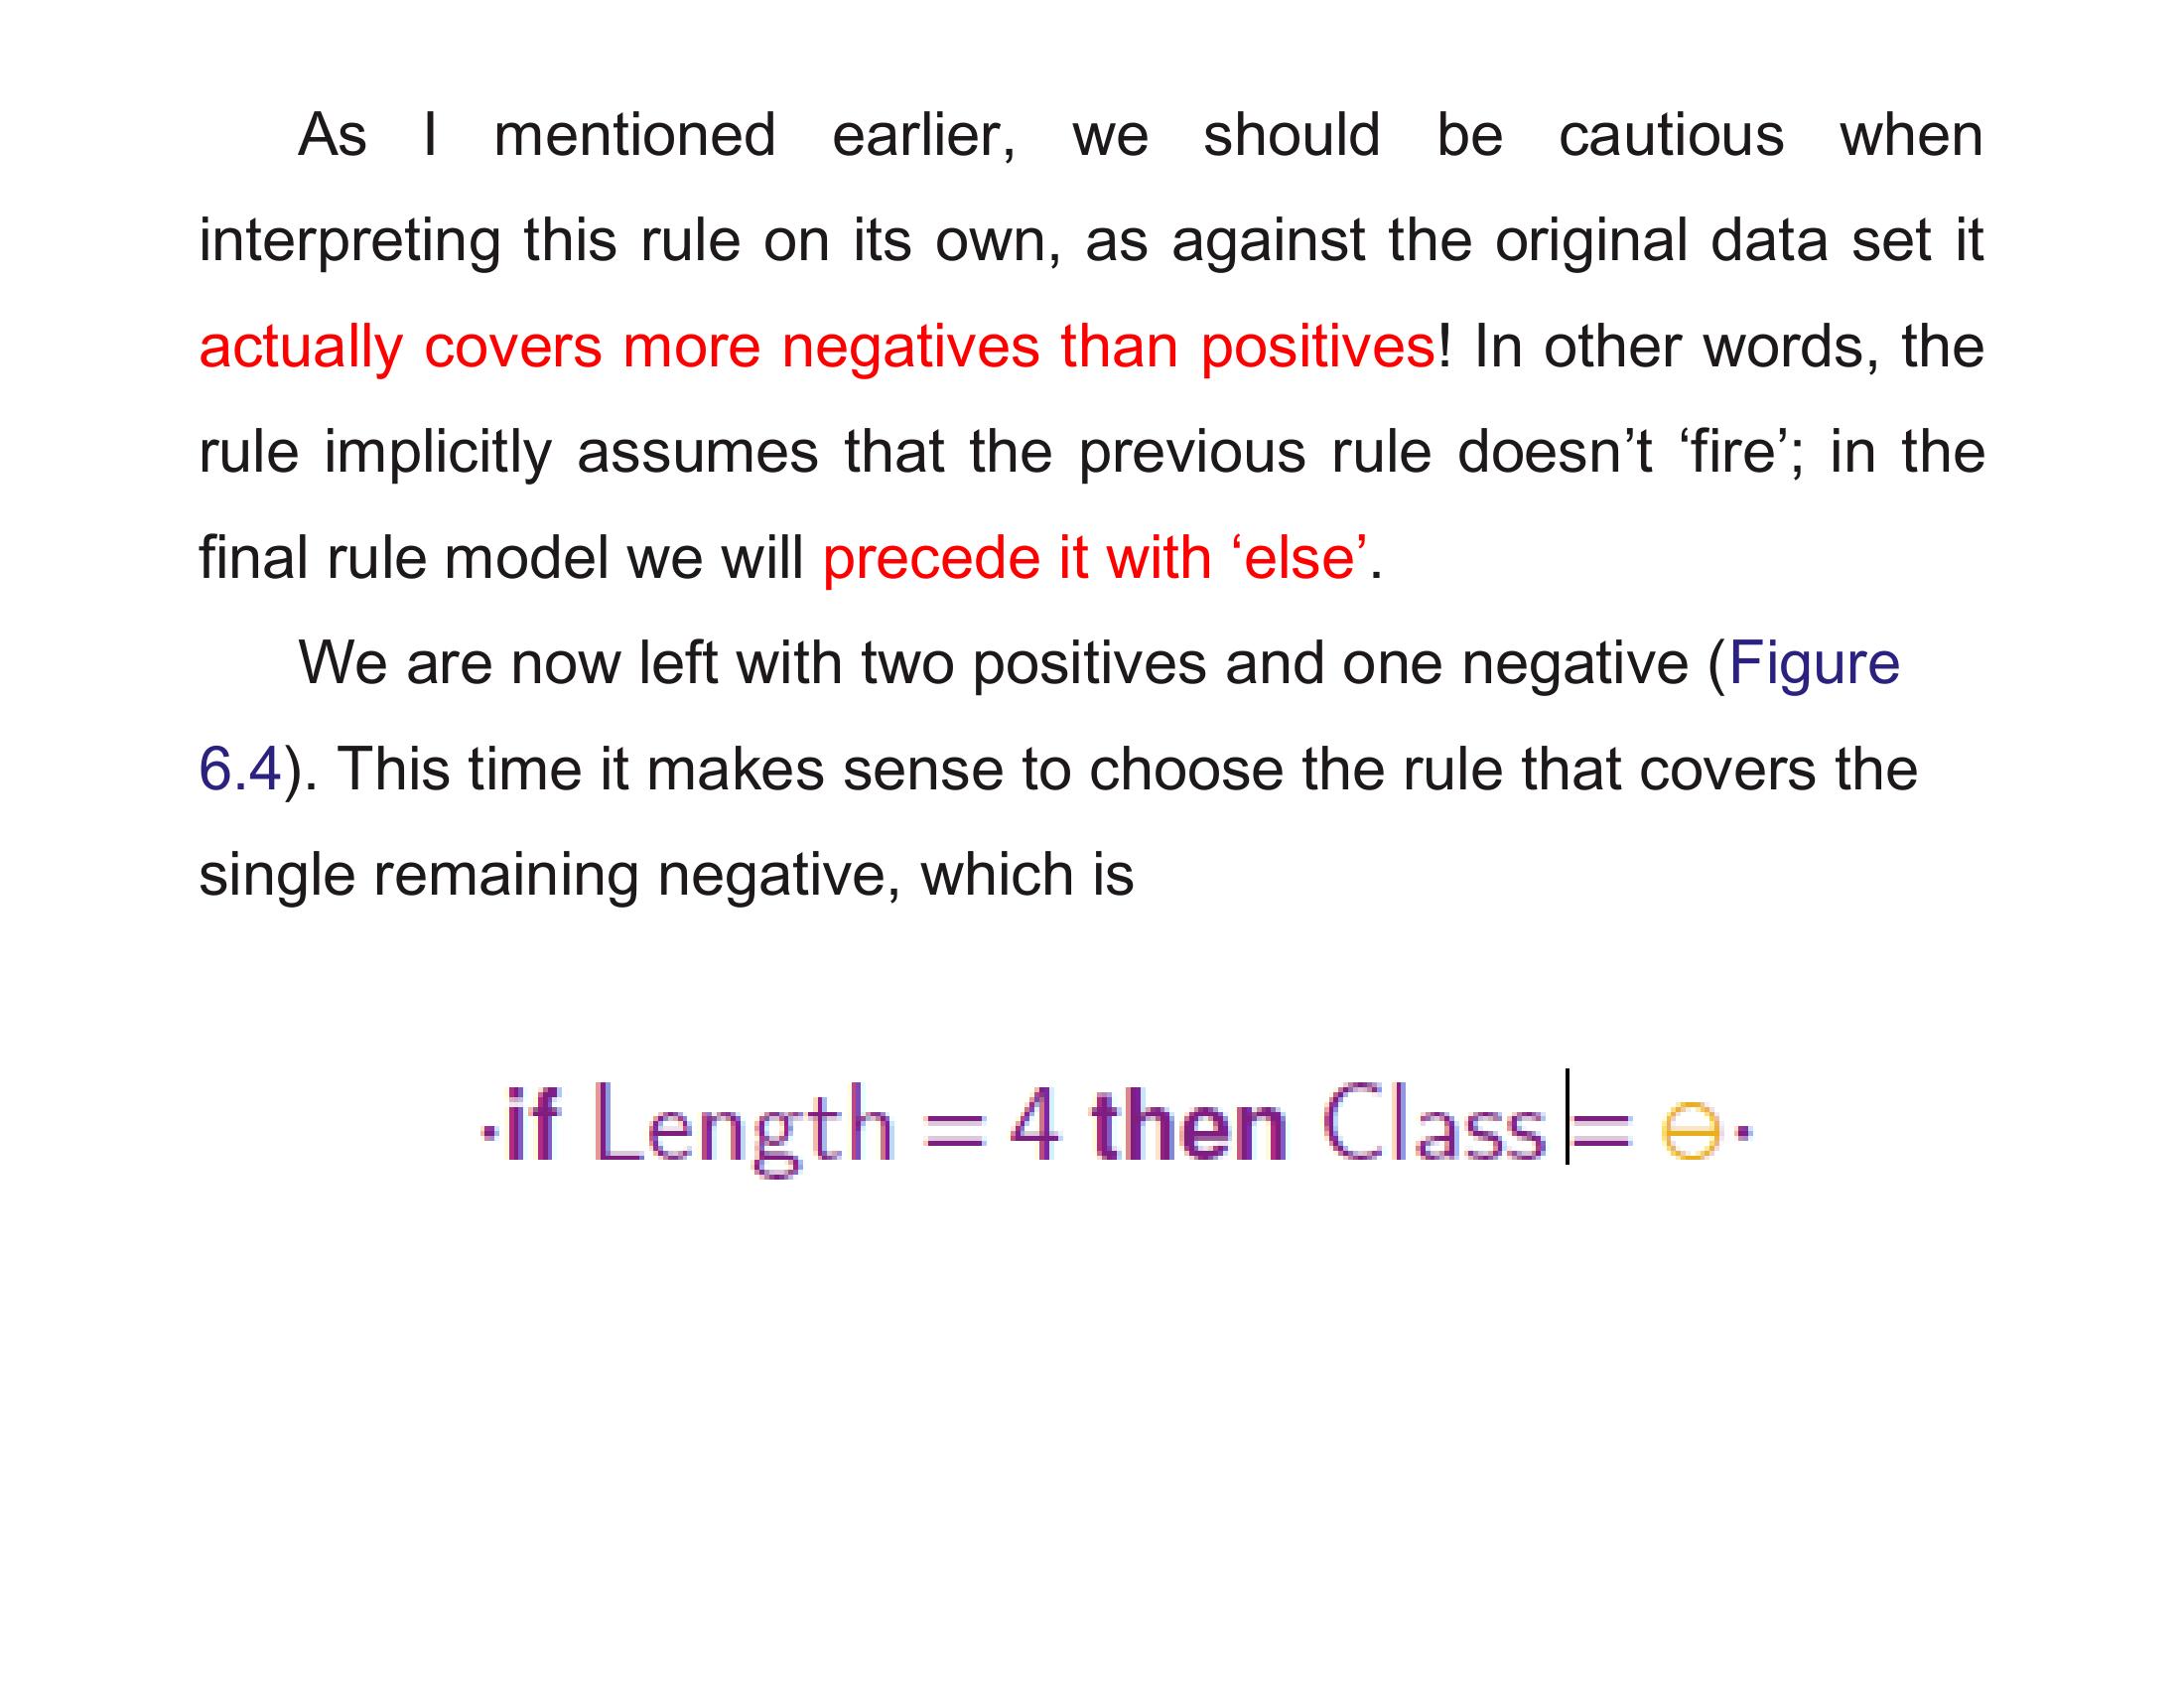 As I mentioned earlier, we should be cautious when
interpreting this rule on its own, as against the original data set it
actually covers more negatives than positives! In other words, the
rule implicitly assumes that the previous rule doesn’t ‘fire’; in the
final rule model we will precede it with ‘else’.
We are now left with two positives and one negative (Figure
6.4). This time it makes sense to choose the rule that covers the
single remaining negative, which is
·if Length = 4 then Class = ⊖·